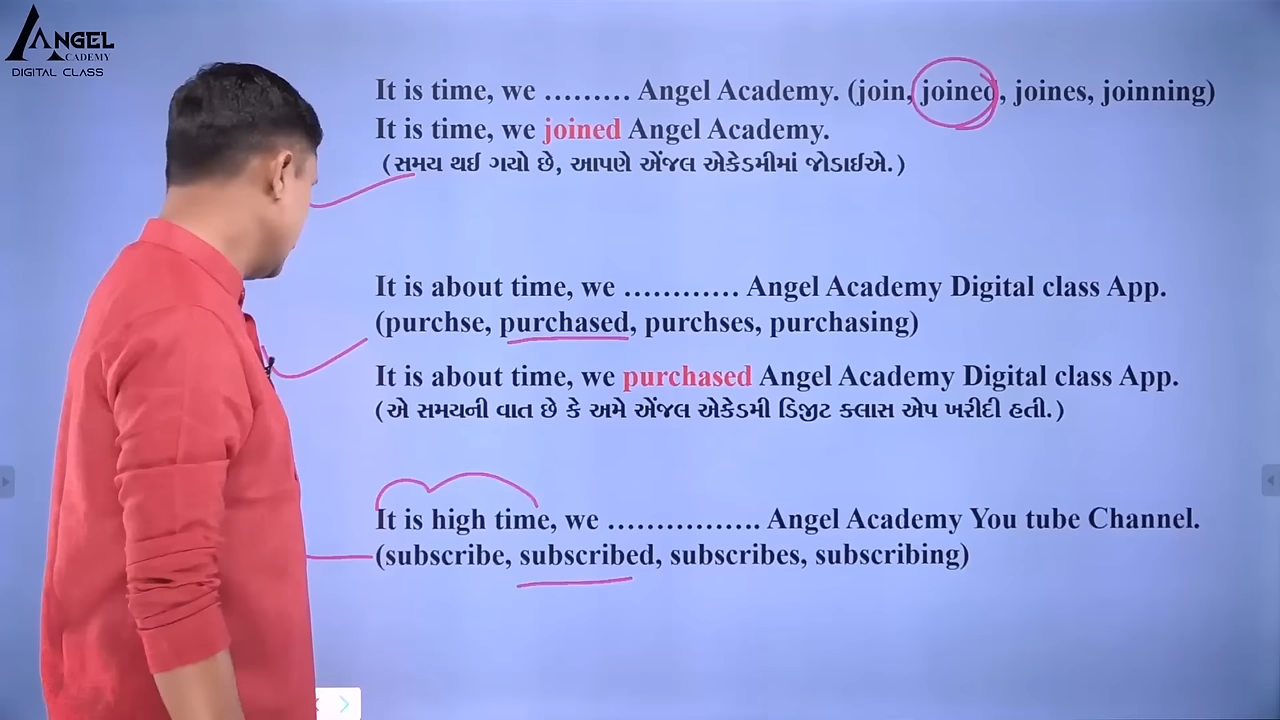 ANGEL
ACADEMY
DIGITAL CLASS
It is time, we ......... Angel Academy. (join, joined, joines, joinning)
It is time, we joined Angel Academy.
(સમય થઈ ગયો છે, આપણે એંજલ એકેડમીમાં જોડાઈએ.)
It is about time, we ............ Angel Academy Digital class App.
(purchse, purchased, purchses, purchasing)
It is about time, we purchased Angel Academy Digital class App.
(એ સમયની વાત છે કે અમે એંજલ એકેડમી ડિજીટ ક્લાસ એપ ખરીદી હતી.)
It is high time, we ................ Angel Academy You tube Channel.
(subscribe, subscribed, subscribes, subscribing)